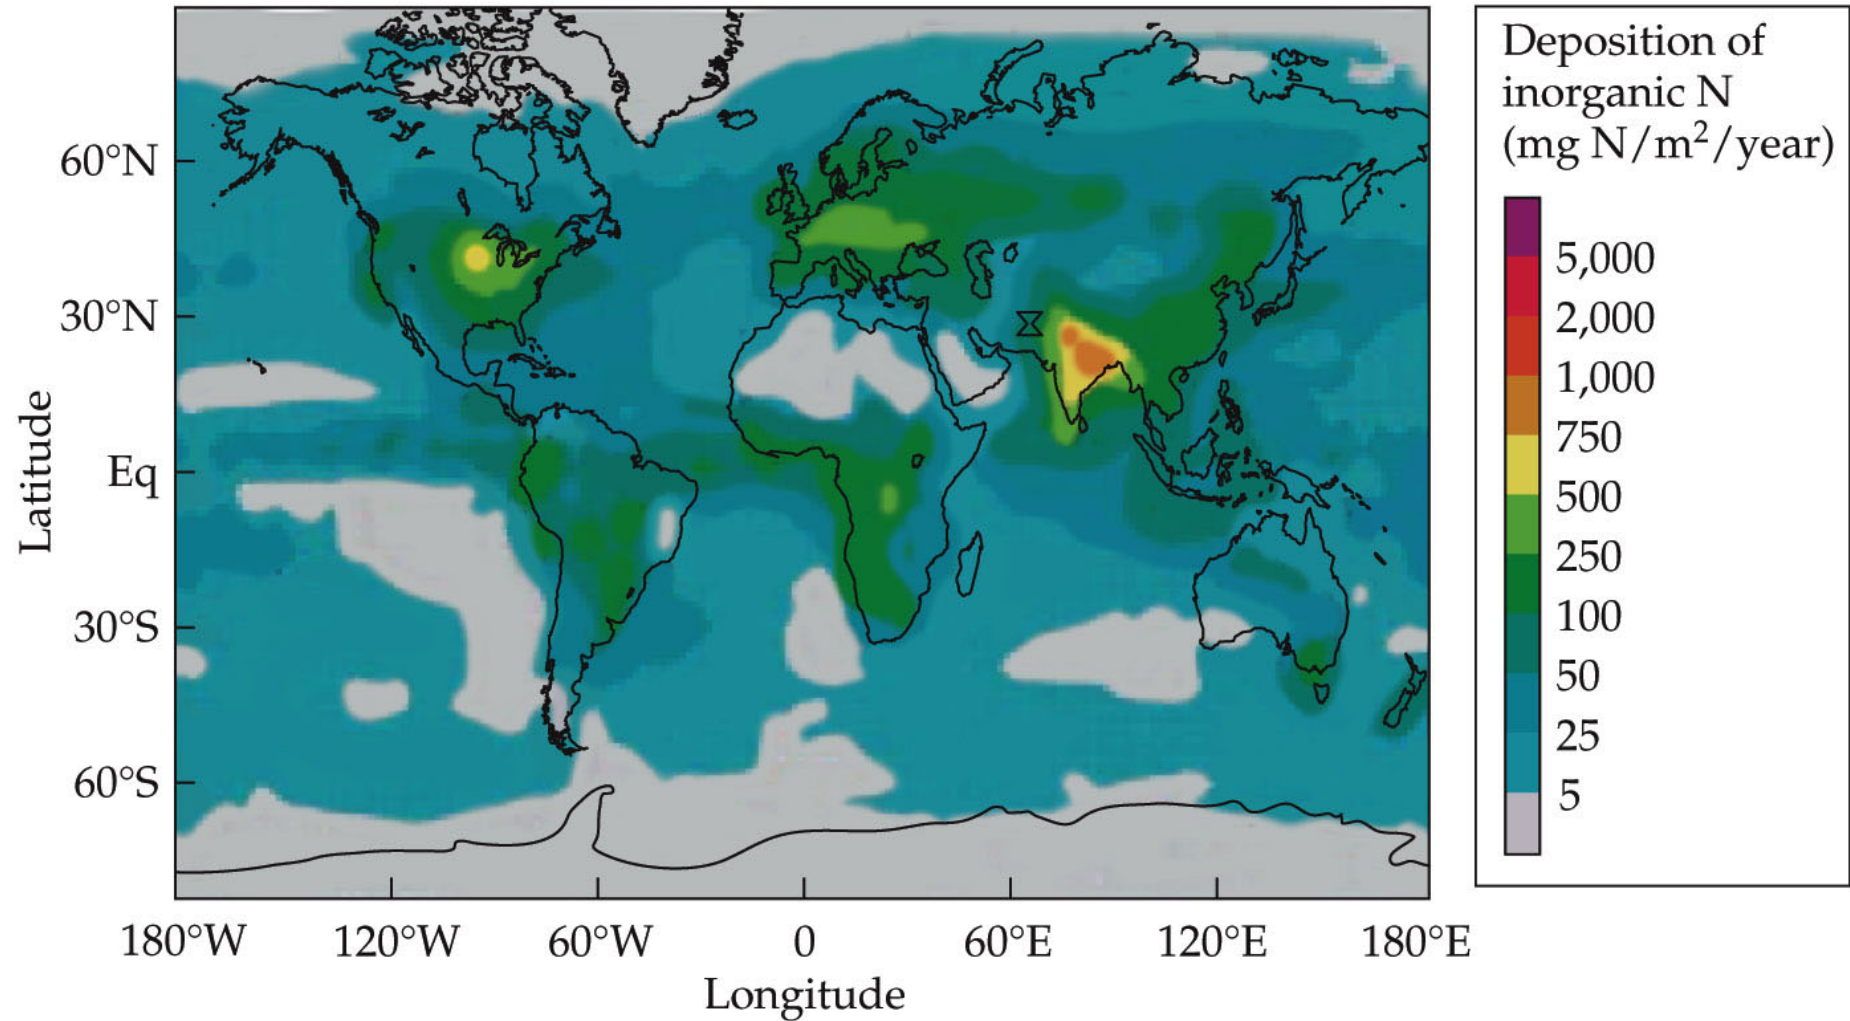 Deposition of
inorganic N
(mg N/m²/year)
5,000
2,000
1,000
750
500
250
100
50
25
5
Latitude
60°N
30°N
Eq
30°S
60°S
180°W 120°W 60°W 0 60°E 120°E 180°E
Longitude